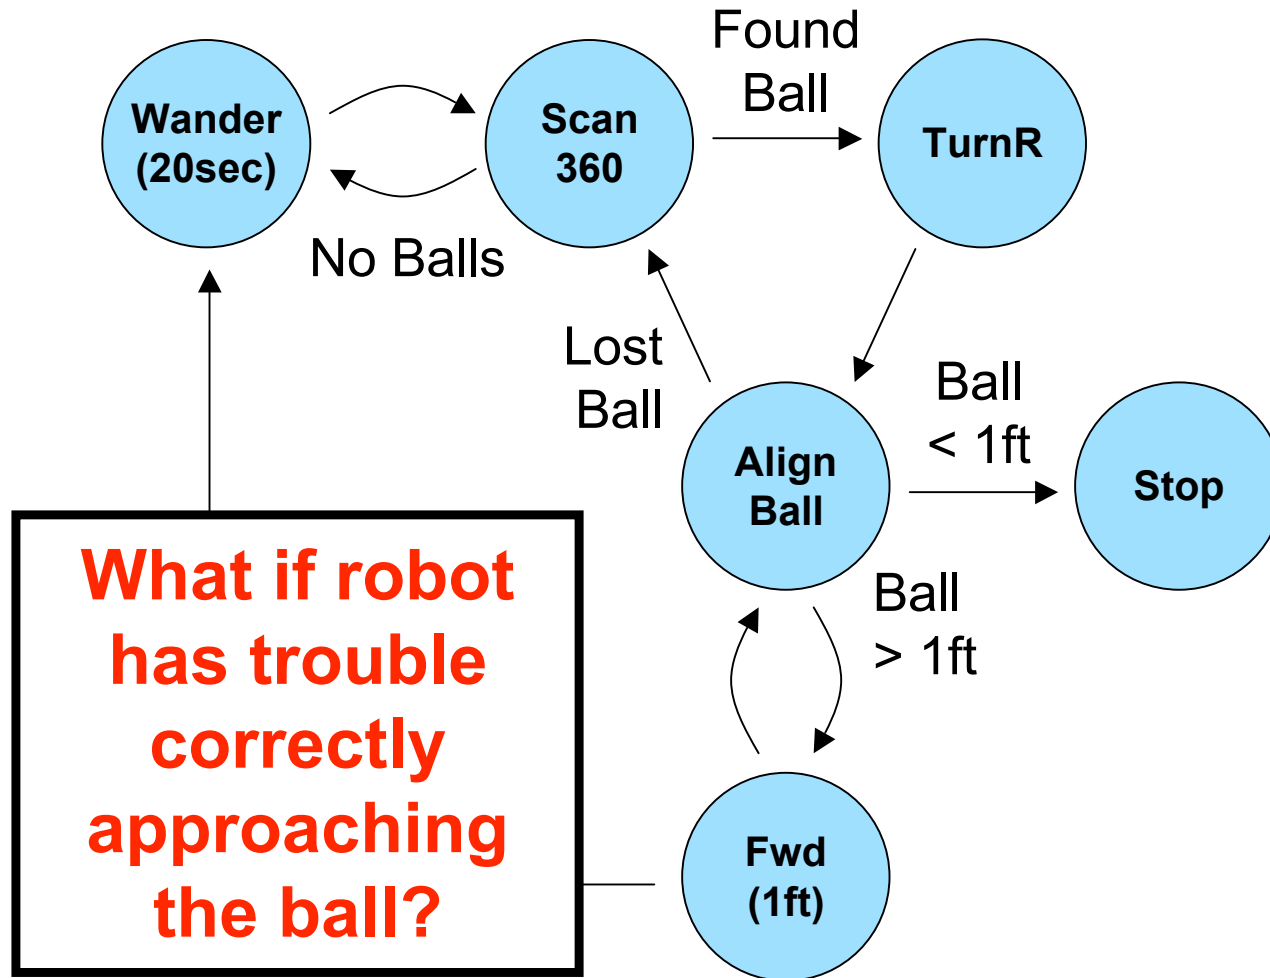 Found
Ball
Wander
(20sec)
Scan
360
TurnR
No Balls
Lost
Ball
Ball
< 1ft
Align
Ball
Stop
What if robot
has trouble
correctly
approaching
the ball?
Ball
> 1ft
Fwd
(1ft)